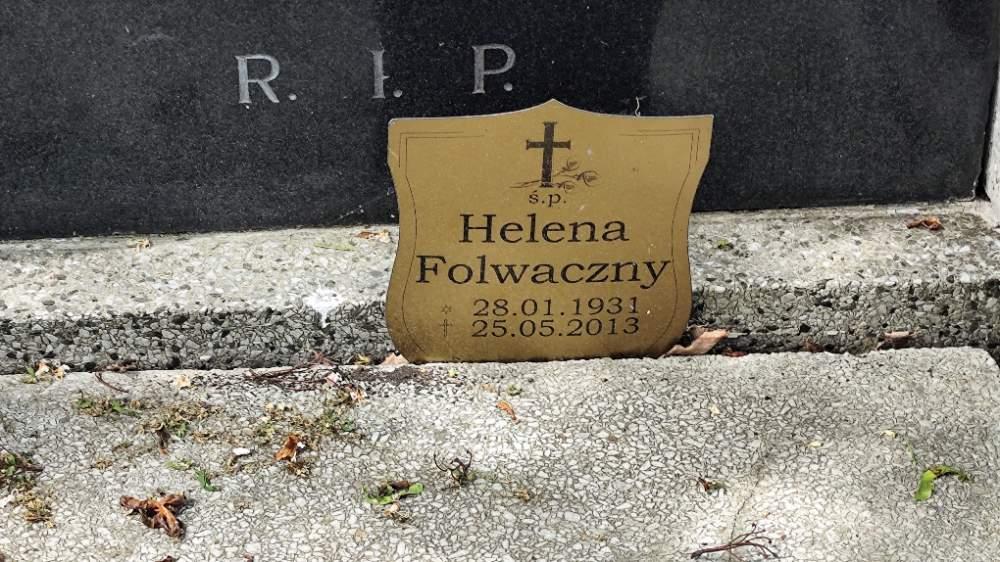 R. I. P.
ś.p.
Helena
Folwaczny
28.01.1931
25.05.2013